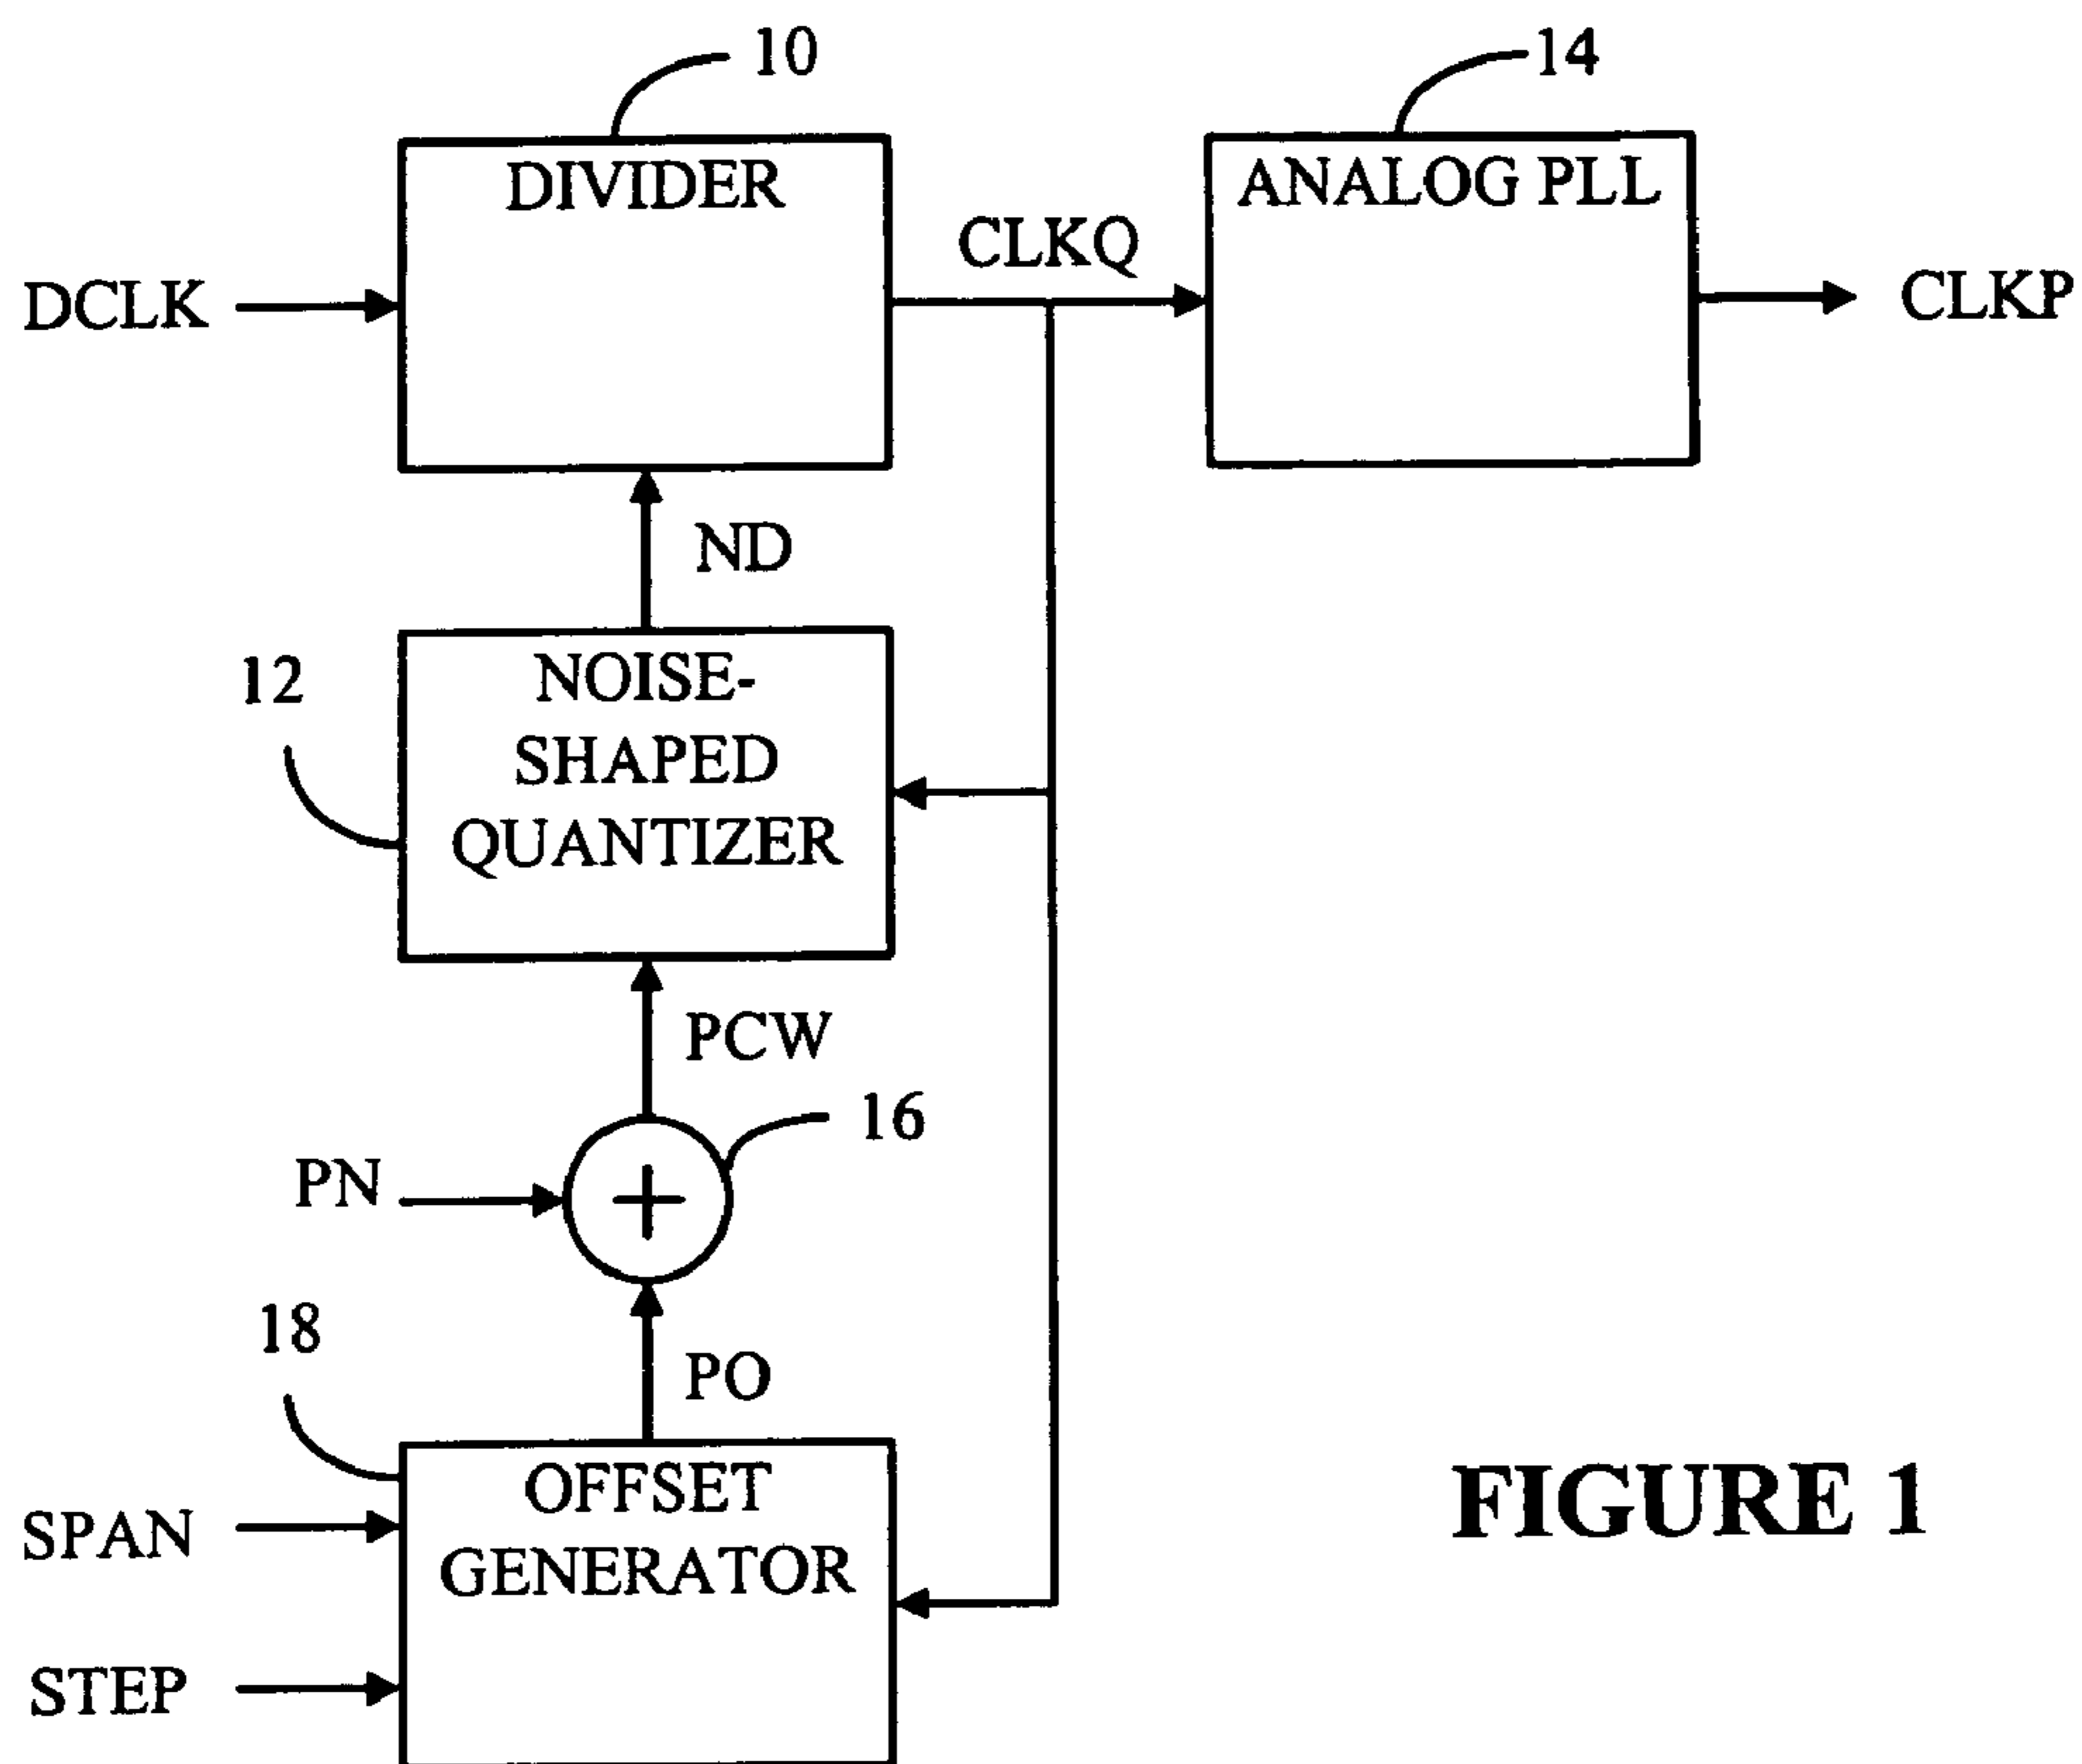 10
14
DIVIDER
ANALOG PLL
CLKQ
DCLK
CLKP
ND
12
NOISE-
SHAPED
QUANTIZER
PCW
16
PN
18
PO
OFFSET
GENERATOR
SPAN
STEP
FIGURE 1